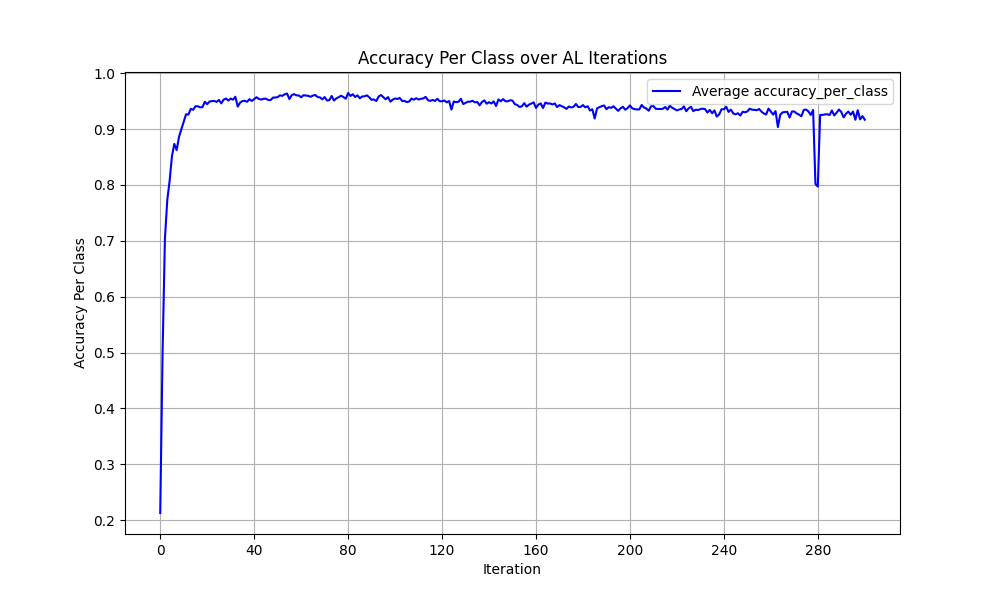 Accuracy Per Class over AL Iterations
Average accuracy_per_class
Accuracy Per Class
1.0
0.9
0.8
0.7
0.6
0.5
0.4
0.3
0.2
0 40 80 120 160 200 240 280
Iteration